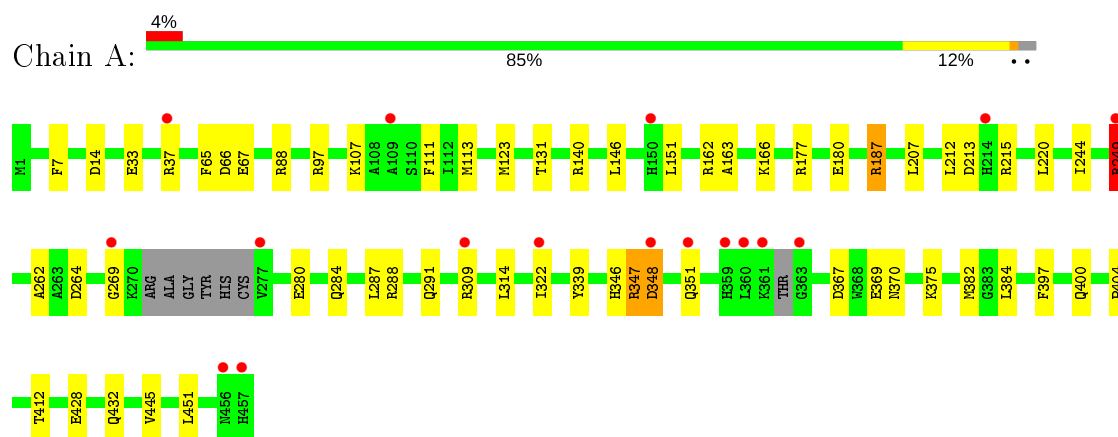 4%
Chain A:
85%
12%
M1 F7 D14 E33 R37 F65 D66 E67 R88 R97 K107 A108 A109 S110 F111 I112 M113 M123 T131 R140 L146 H150 L151 R162 A163 K166 R177 E180 R187 L207 L212 D213 H214 R215 L220 I244
A262 A263 D264 G269 K270 ARG ALA GLY TYR HIS CYS V277 E280 Q284 L287 R288 Q291 R309 L314 I322 Y339 H346 R347 D348 Q351 H359 L360 K361 THR G363 D367 W368 E369 N370 K375 M382 G383 L384 F397 Q400
T412 E428 Q432 V445 L451 N456 H457